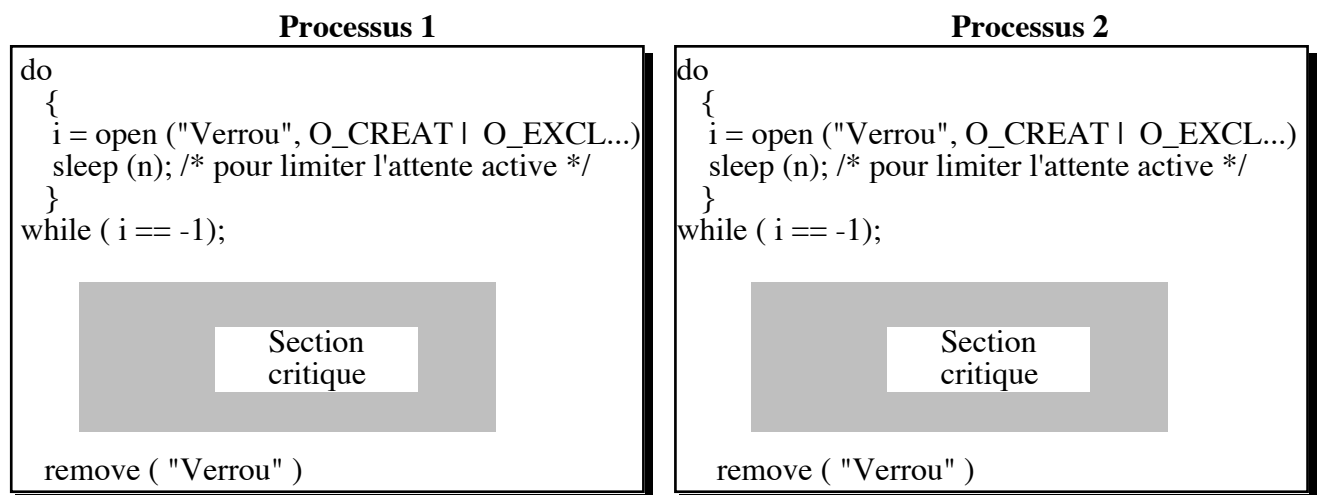 Processus 1
do
{
i = open ("Verrou", O_CREAT | O_EXCL...)
sleep (n); /* pour limiter l'attente active */
}
while ( i == -1);
Section
critique
remove ( "Verrou" )
Processus 2
do
{
i = open ("Verrou", O_CREAT | O_EXCL...)
sleep (n); /* pour limiter l'attente active */
}
while ( i == -1);
Section
critique
remove ( "Verrou" )